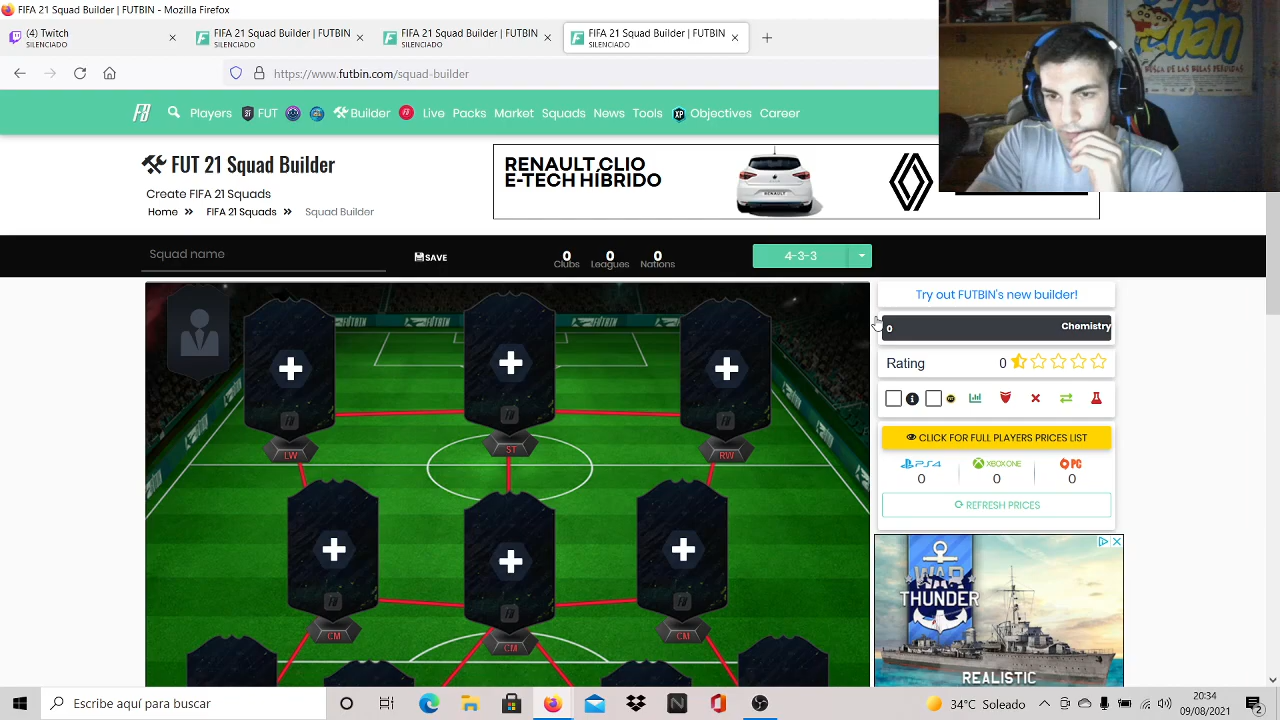 FIFA 21 Squad Builder | FUTBIN - Mozilla Firefox
(4) Twitch
SILENCIADO
FIFA 21 Squad Builder | FUTBIN
SILENCIADO
FIFA 21 Squad Builder | FUTBIN
SILENCIADO
FIFA 21 Squad Builder | FUTBIN
SILENCIADO
https://www.futbin.com/squad-builder
Players FUT Builder Live Packs Market Squads News Tools XP Objectives Career
FUT 21 Squad Builder
Create FIFA 21 Squads
Home >> FIFA 21 Squads >> Squad Builder
RENAULT CLIO
E-TECH HÍBRIDO
Squad name
SAVE
0 0 0
Clubs Leagues Nations
4-3-3
Try out FUTBIN's new builder!
0 Chemistry
Rating 0
CLICK FOR FULL PLAYERS PRICES LIST
PS4 XBOX ONE PC
0 0 0
REFRESH PRICES
LW ST RW
CM CM CM
WAR
THUNDER
REALISTIC
Escribe aquí para buscar
34°C Soleado
20:34
09/08/2021
2